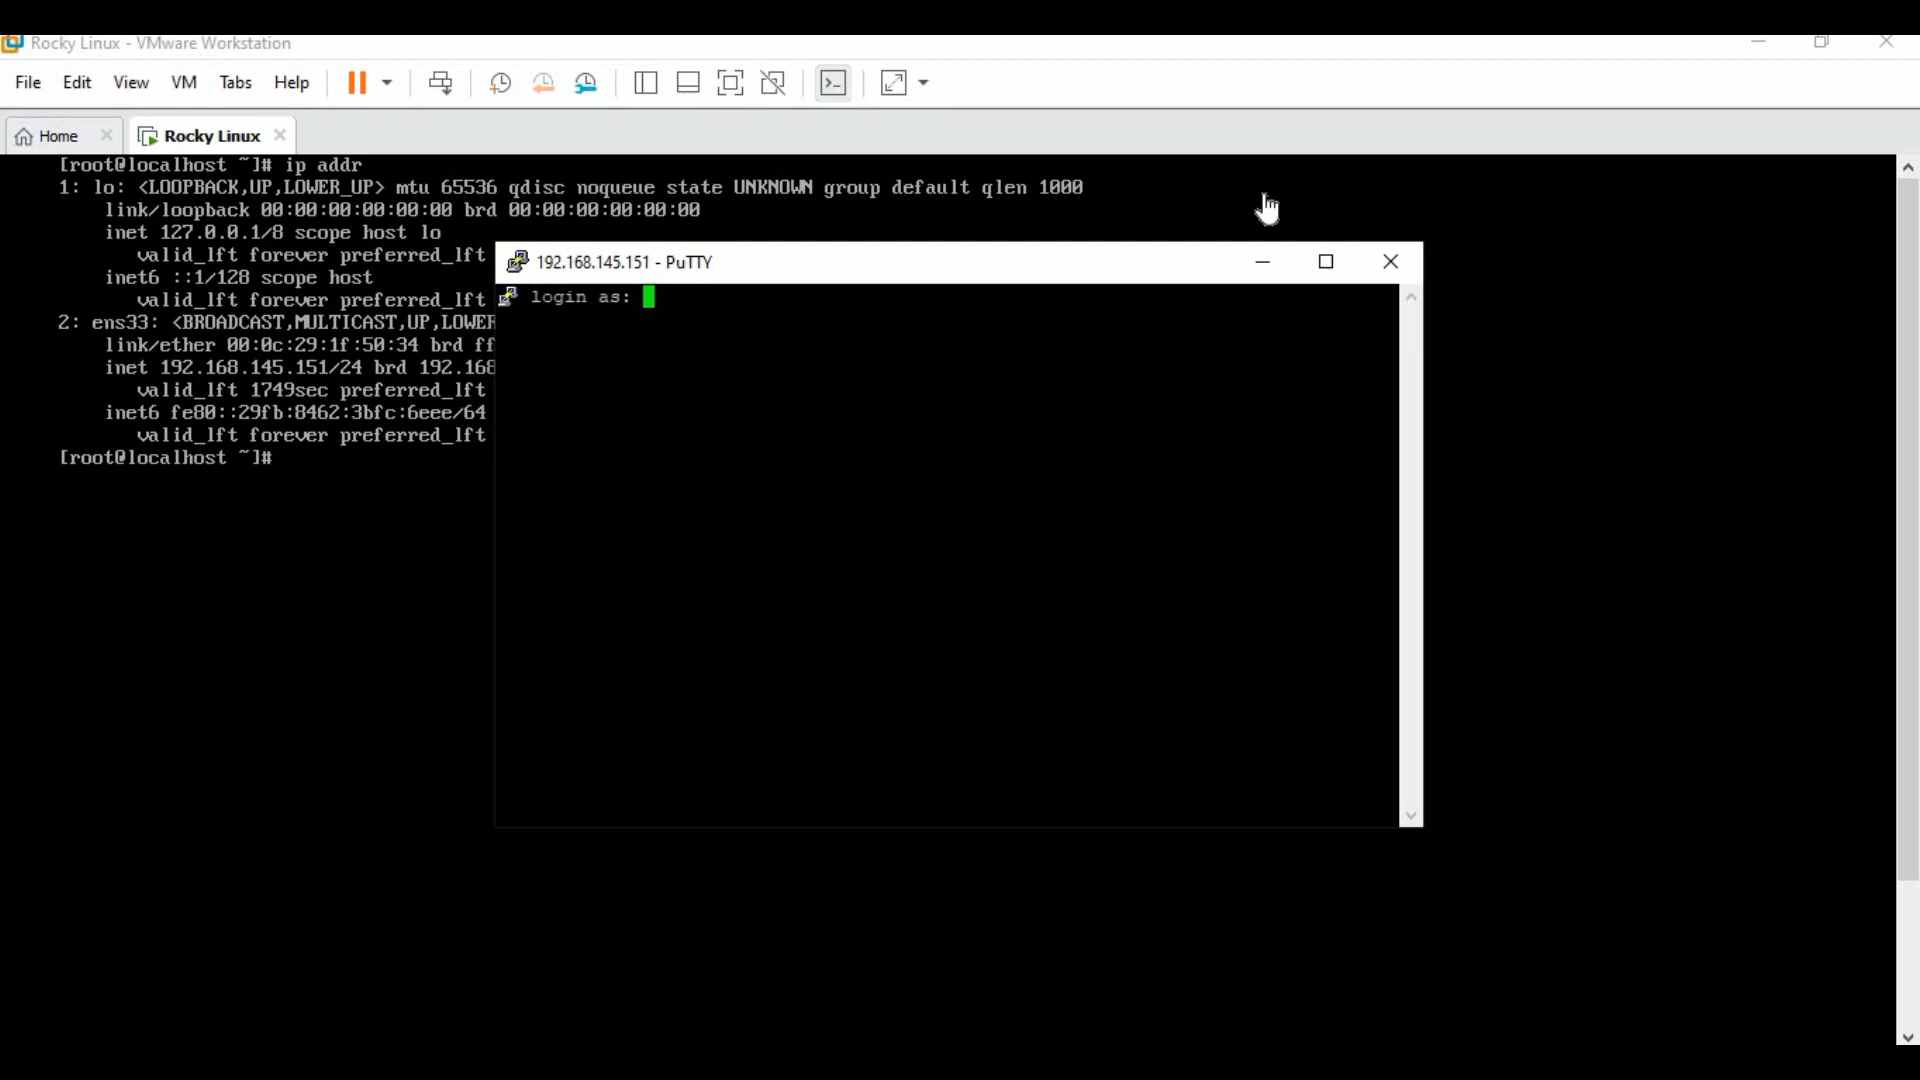 Rocky Linux - VMware Workstation
File Edit View VM Tabs Help
Home Rocky Linux
[root@localhost ~]# ip addr
1: lo: <LOOPBACK,UP,LOWER_UP> mtu 65536 qdisc noqueue state UNKNOWN group default qlen 1000
link/loopback 00:00:00:00:00:00 brd 00:00:00:00:00:00
inet 127.0.0.1/8 scope host lo
valid_lft forever preferred_lft
inet6 ::1/128 scope host
valid_lft forever preferred_lft
2: ens33: <BROADCAST,MULTICAST,UP,LOWER
link/ether 00:0c:29:1f:50:34 brd ff
inet 192.168.145.151/24 brd 192.168
valid_lft 1749sec preferred_lft
inet6 fe80::29fb:8462:3bfc:6eee/64
valid_lft forever preferred_lft
[root@localhost ~]#
192.168.145.151 - PuTTY
login as: